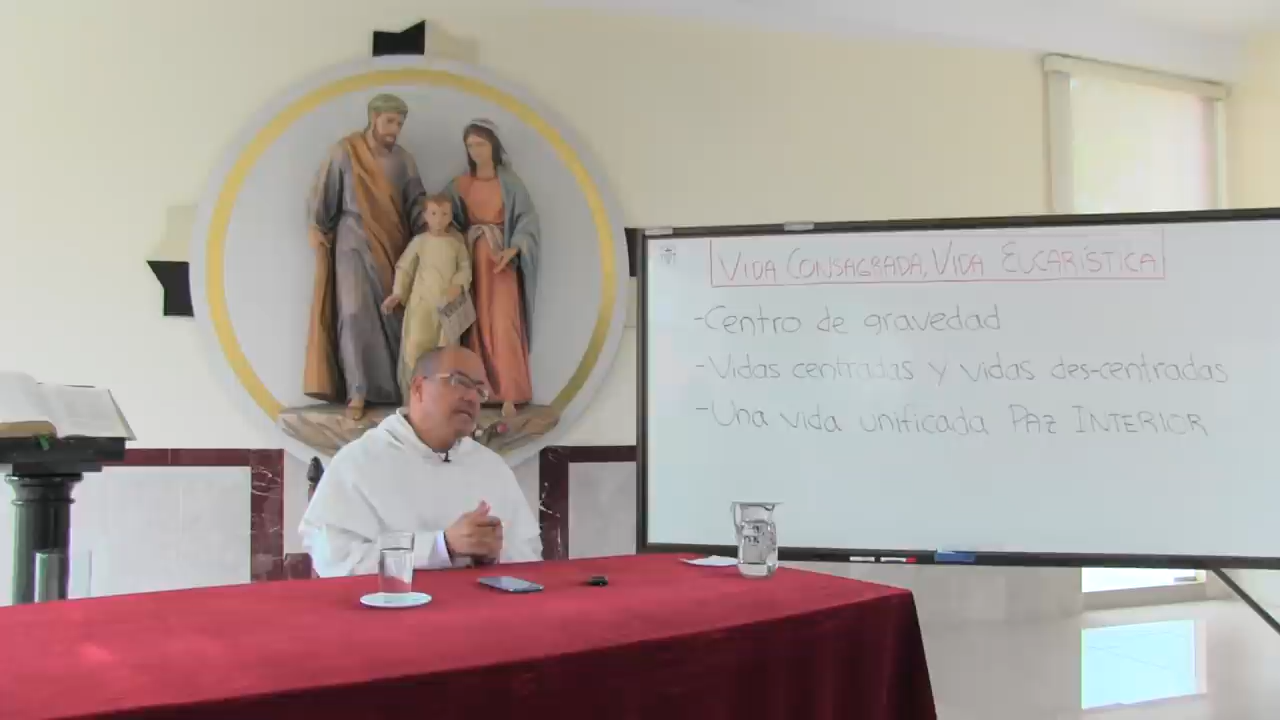 VIDA CONSAGRADA, VIDA EUCARÍSTICA
-Centro de gravedad
-Vidas centradas y vidas des-centradas
-Una vida unificada PAZ INTERIOR